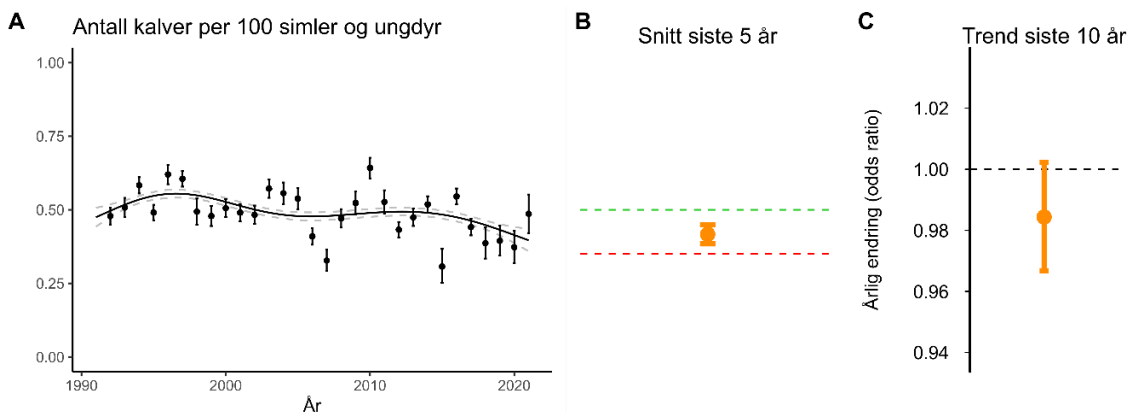 A
Antall kalver per 100 simler og ungdyr
1.00
0.75
0.50
0.25
0.00
1990
2000
2010
2020
År
B
Snitt siste 5 år
C
Trend siste 10 år
Årlig endring (odds ratio)
1.02
1.00
0.98
0.96
0.94